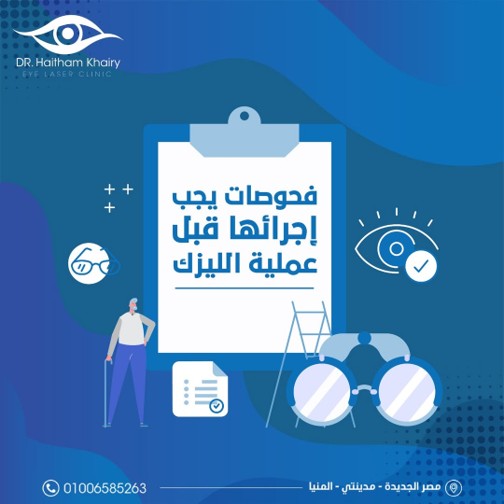 DR. Haitham Khairy
EYE LASER CLINIC
فحوصات يجب
إجرائها قبل
عملية الليزك
01006585263
مصر الجديدة - مدينتي - المنيا